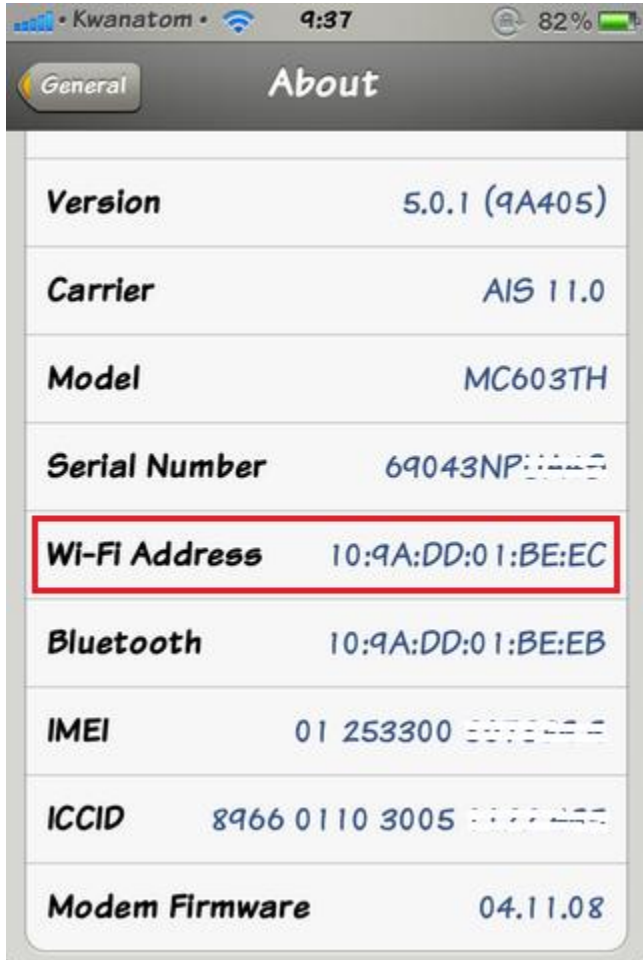 • Kwanatom • 9:37 82%
General About
Version 5.0.1 (9A405)
Carrier AIS 11.0
Model MC603TH
Serial Number
Wi-Fi Address 10:9A:DD:01:BE:EC
Bluetooth 10:9A:DD:01:BE:EB
IMEI 01 253300
ICCID 8966 0110 3005
Modem Firmware 04.11.08